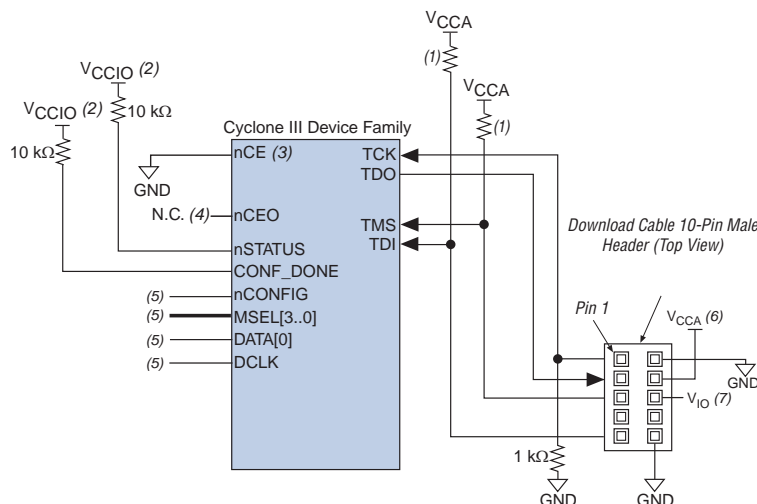 VCCA
(1)
VCCIO (2)
VCCA
VCCIO (2)
10 kΩ
(1)
10 kΩ
Cyclone III Device Family
nCE (3)
TCK
GND
TDO
N.C. (4)
nCEO
TMS
Download Cable 10-Pin Male
Header (Top View)
nSTATUS
TDI
CONF_DONE
(5)
nCONFIG
(5)
MSEL[3..0]
(5)
DATA[0]
(5)
DCLK
Pin 1
VCCA (6)
GND
VIO (7)
1 kΩ
GND
GND